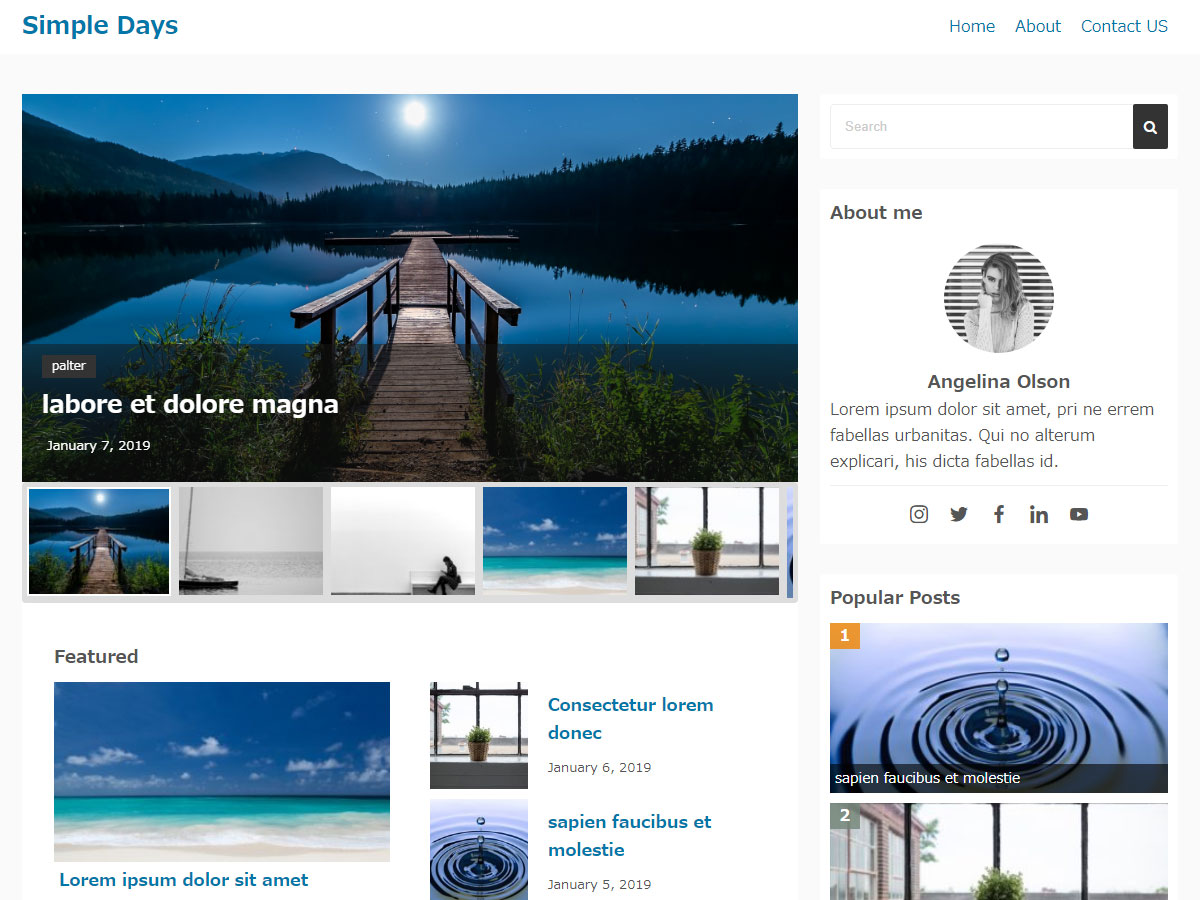 Simple Days
Home About Contact US
palter
labore et dolore magna
January 7, 2019
Featured
Lorem ipsum dolor sit amet
Consectetur lorem
donec
January 6, 2019
sapien faucibus et
molestie
January 5, 2019
Search
About me
Angelina Olson
Lorem ipsum dolor sit amet, pri ne errem
fabellas urbanitas. Qui no alterum
explicari, his dicta fabellas id.
Popular Posts
1
sapien faucibus et molestie
2